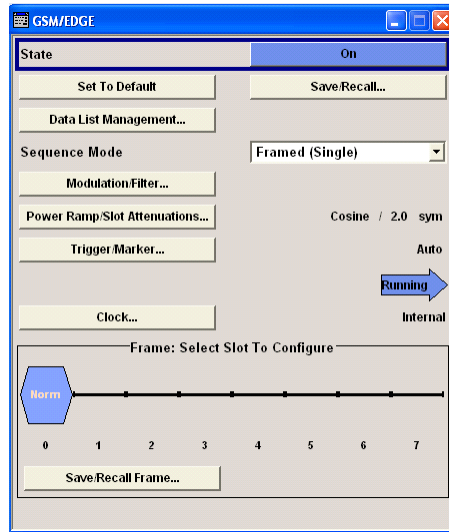 GSM/EDGE
State On
Set To Default Save/Recall...
Data List Management...
Sequence Mode Framed (Single)
Modulation/Filter...
Power Ramp/Slot Attenuations... Cosine / 2.0 sym
Trigger/Marker... Auto
Running
Clock... Internal
Frame: Select Slot To Configure
Norm
0 1 2 3 4 5 6 7
Save/Recall Frame...